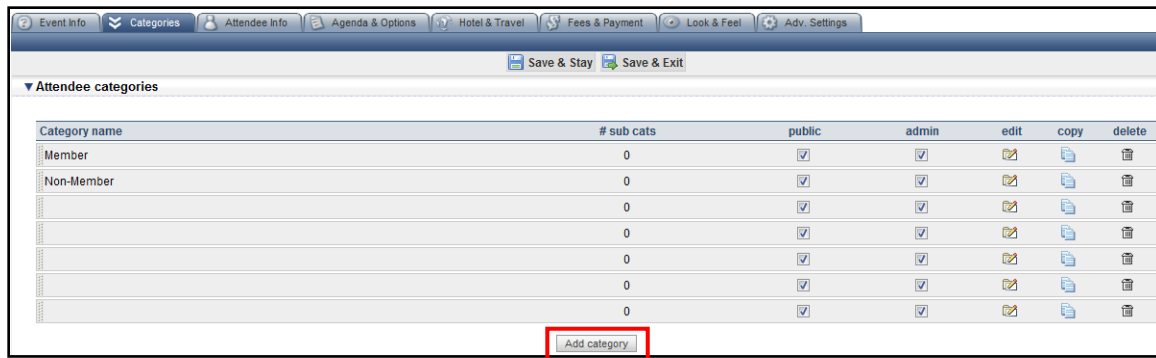 Event Info Categories Attendee Info Agenda & Options Hotel & Travel Fees & Payment Look & Feel Adv. Settings
Save & Stay Save & Exit
Attendee categories
Category name # sub cats public admin edit copy delete
Member 0
Non-Member 0
0
0
0
0
0
Add category